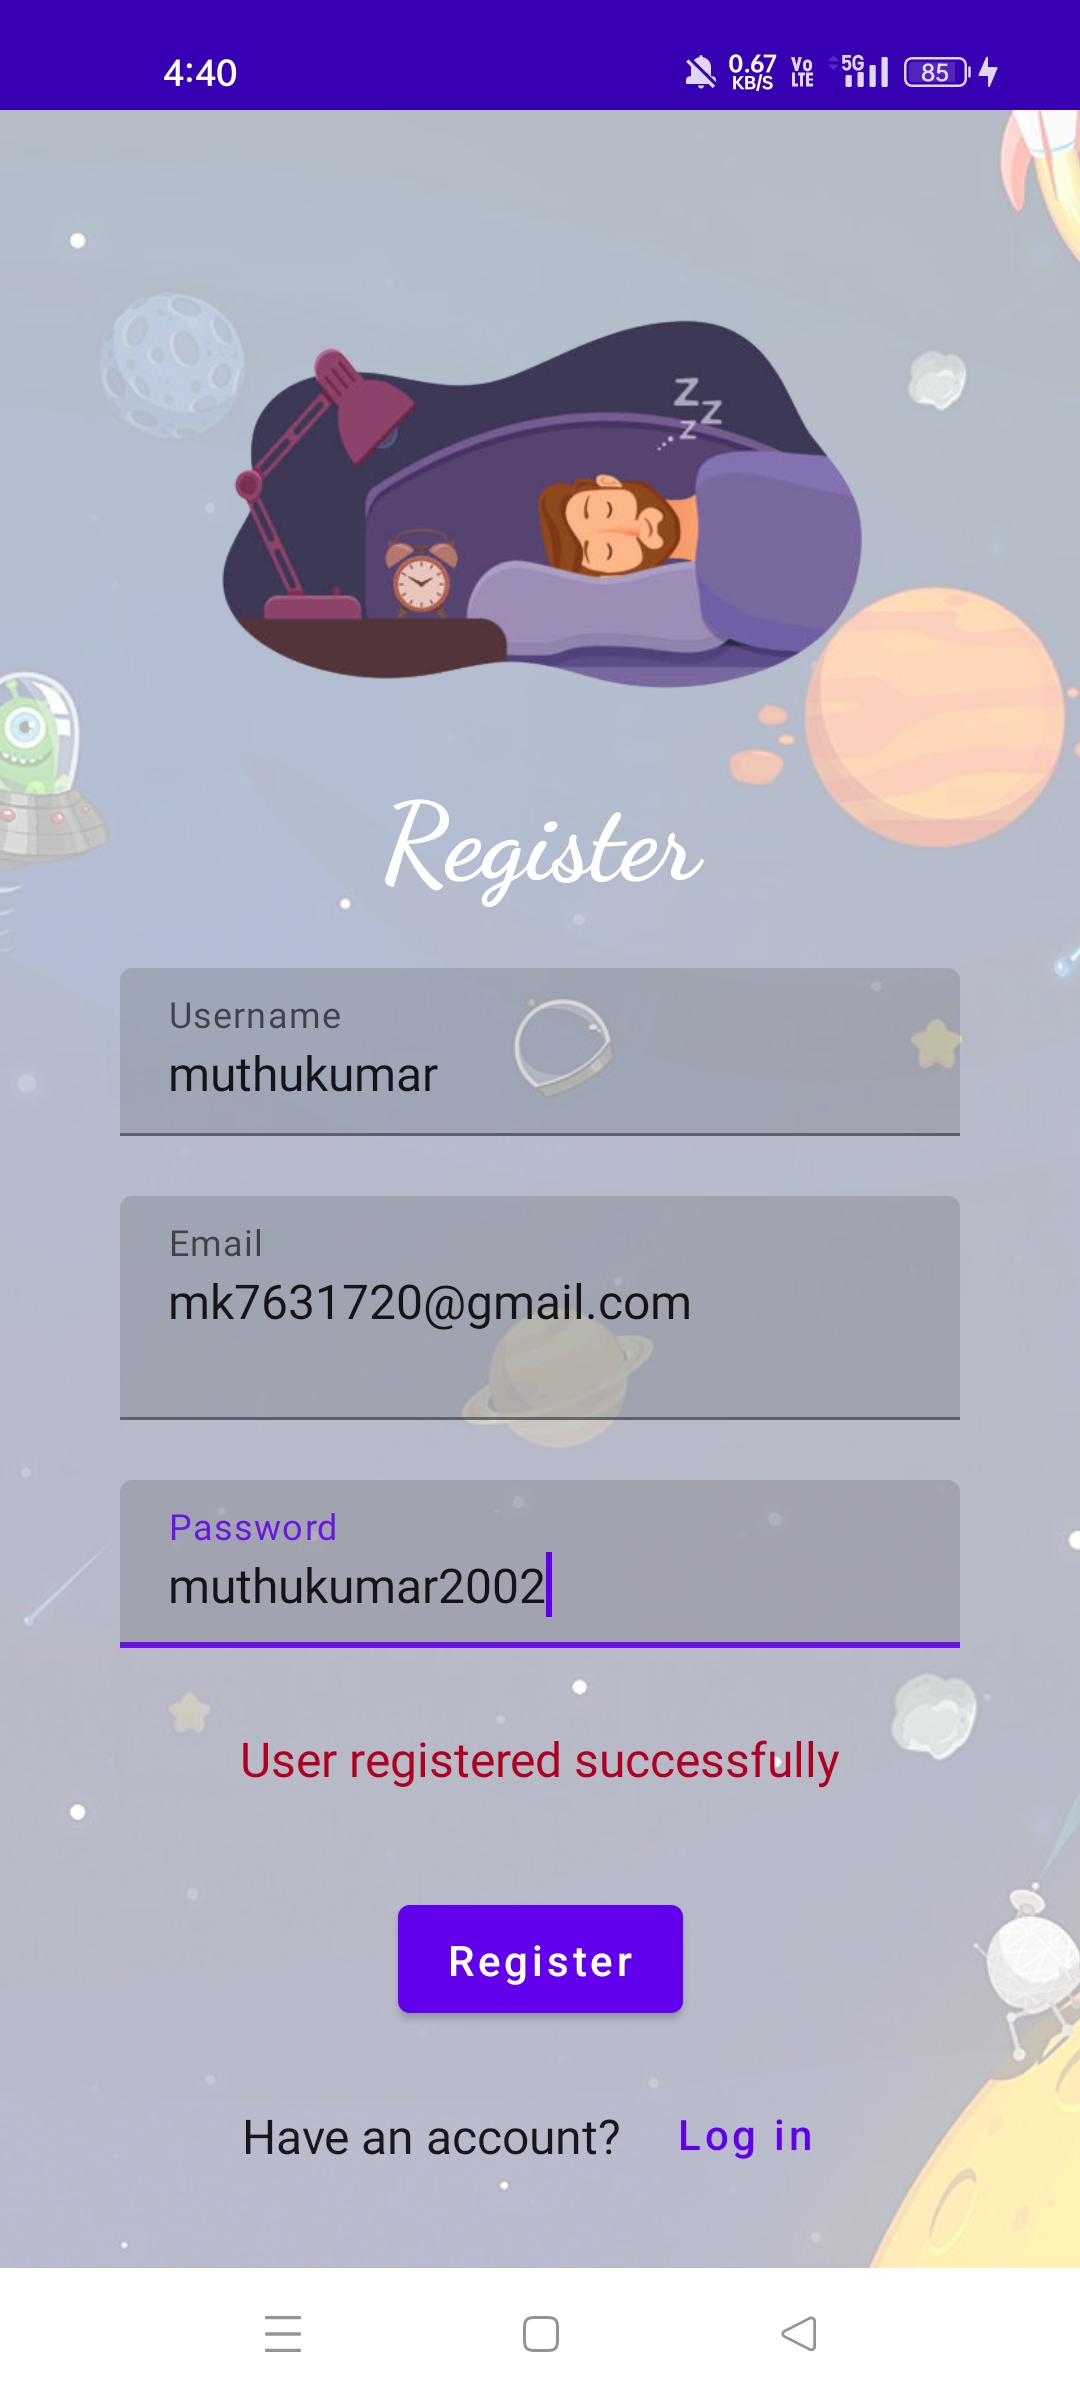 4:40
0.67 KB/S Vo LTE 5G 85
z z z
Register
Username
muthukumar
Email
mk7631720@gmail.com
Password
muthukumar2002
User registered successfully
Register
Have an account? Log in